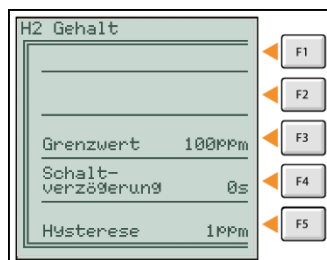 H2 Gehalt
F1
F2
Grenzwert 100ppm
F3
Schalt-
verzögerung 0s
F4
Hysterese 1ppm
F5